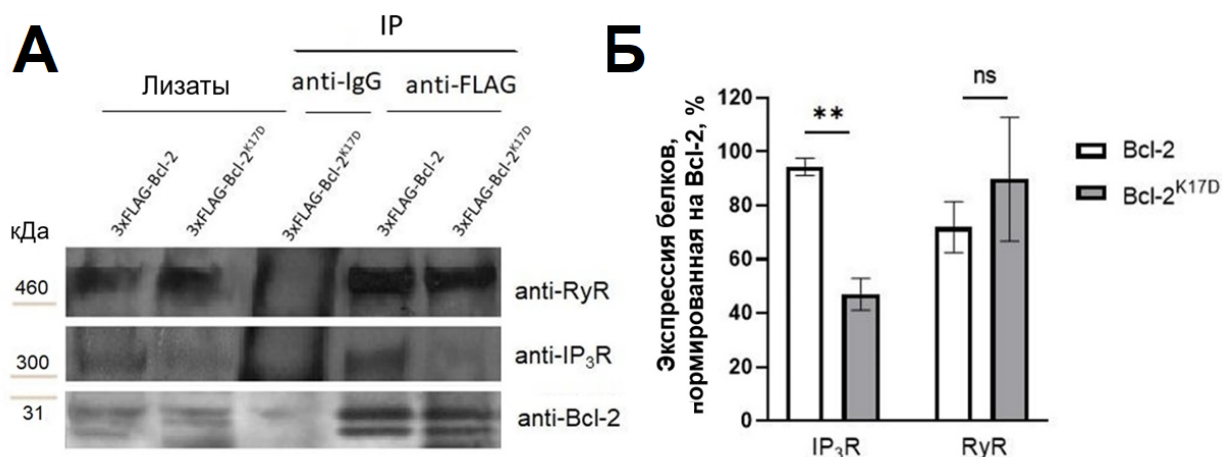 А
IP
Лизаты
anti-IgG
anti-FLAG
3xFLAG-Bcl-2
3xFLAG-Bcl-2K17D
3xFLAG-Bcl-2K17D
3xFLAG-Bcl-2
3xFLAG-Bcl-2K17D
кДа
460
anti-RyR
300
anti-IP3R
31
anti-Bcl-2
Б
Экспрессия белков,
нормированная на Bcl-2, %
120
100
80
60
40
20
0
**
ns
IP3R
RyR
Bcl-2
Bcl-2K17D